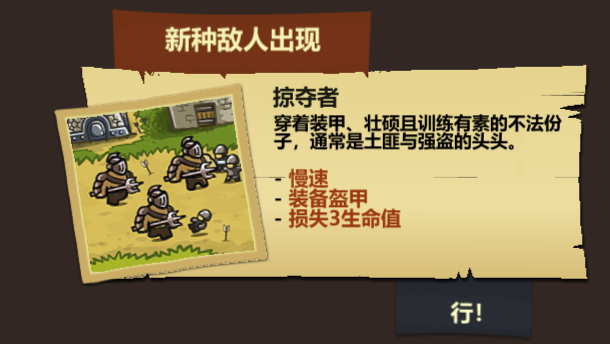 新种敌人出现
掠夺者
穿着装甲、壮硕且训练有素的不法份
子，通常是土匪与强盗的头头。
- 慢速
- 装备盔甲
- 损失3生命值
行!